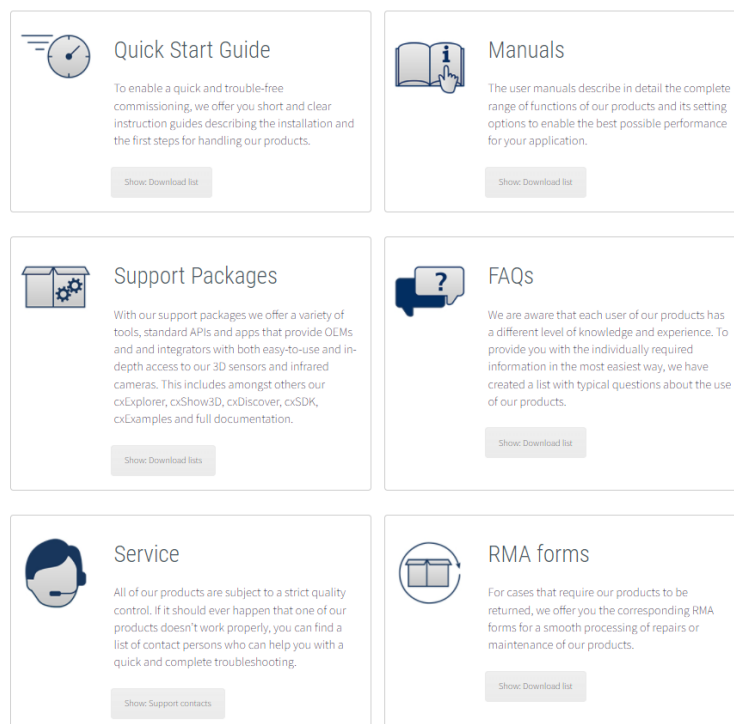 Quick Start Guide
To enable a quick and trouble-free
commissioning, we offer you short and clear
instruction guides describing the installation and
the first steps for handling our products.
Show: Download list
i
Manuals
The user manuals describe in detail the complete
range of functions of our products and its setting
options to enable the best possible performance
for your application.
Show: Download list
Support Packages
With our support packages we offer a variety of
tools, standard APIs and apps that provide OEMs
and and integrators with both easy-to-use and in-
depth access to our 3D sensors and infrared
cameras. This includes amongst others our
cxExplorer, cxShow3D, cxDiscover, cxSDK,
cxExamples and full documentation.
Show: Download lists
?
FAQs
We are aware that each user of our products has
a different level of knowledge and experience. To
provide you with the individually required
information in the most easiest way, we have
created a list with typical questions about the use
of our products.
Show: Download list
Service
All of our products are subject to a strict quality
control. If it should ever happen that one of our
products doesn't work properly, you can find a
list of contact persons who can help you with a
quick and complete troubleshooting.
Show: Support contacts
RMA forms
For cases that require our products to be
returned, we offer you the corresponding RMA
forms for a smooth processing of repairs or
maintenance of our products.
Show: Download list